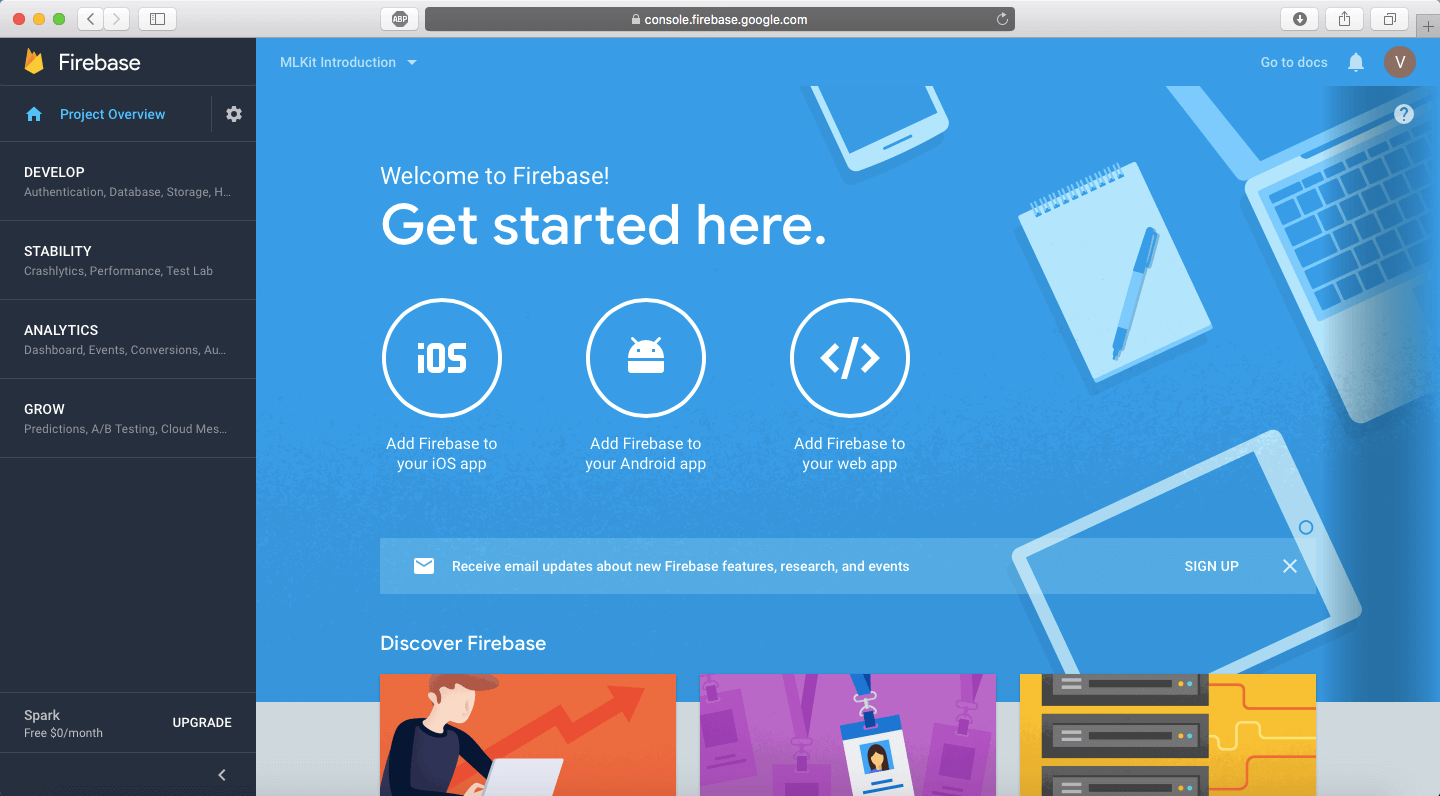 ABP
console.firebase.google.com
Firebase
MLKit Introduction
Go to docs
V
Project Overview
?
DEVELOP
Authentication, Database, Storage, H...
STABILITY
Crashlytics, Performance, Test Lab
ANALYTICS
Dashboard, Events, Conversions, Au...
GROW
Predictions, A/B Testing, Cloud Mes...
Spark
Free $0/month
UPGRADE
Welcome to Firebase!
Get started here.
iOS
</>
Add Firebase to
your iOS app
Add Firebase to
your Android app
Add Firebase to
your web app
Receive email updates about new Firebase features, research, and events
SIGN UP
Discover Firebase